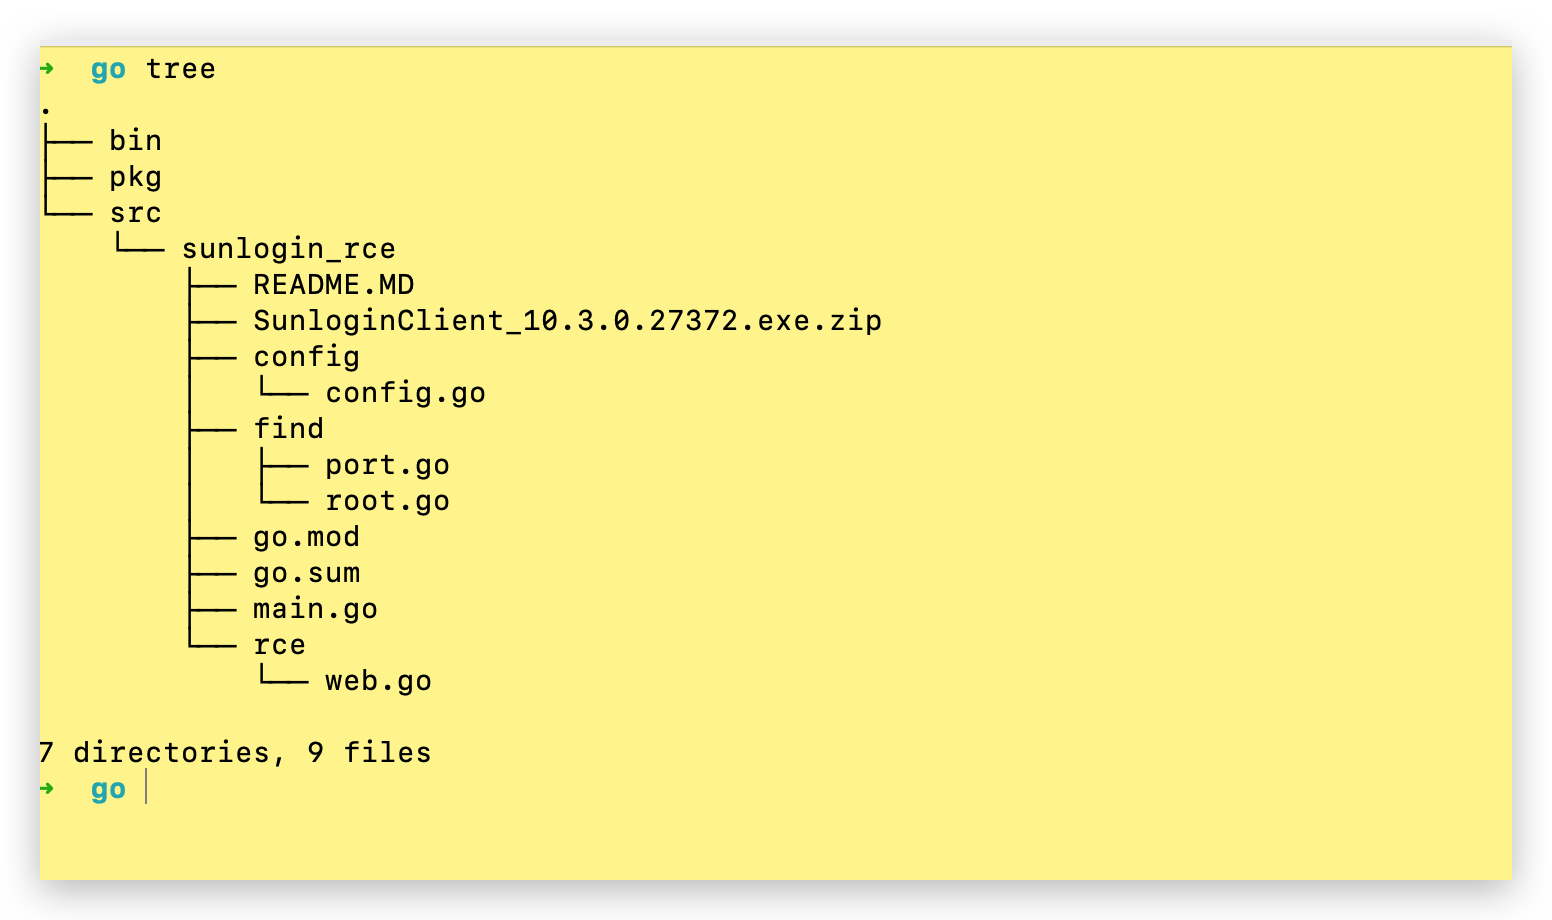 ➜  go tree
.
├── bin
├── pkg
└── src
    └── sunlogin_rce
        ├── README.MD
        ├── SunloginClient_10.3.0.27372.exe.zip
        ├── config
        │   └── config.go
        ├── find
        │   ├── port.go
        │   └── root.go
        ├── go.mod
        ├── go.sum
        ├── main.go
        └── rce
            └── web.go

7 directories, 9 files
➜  go